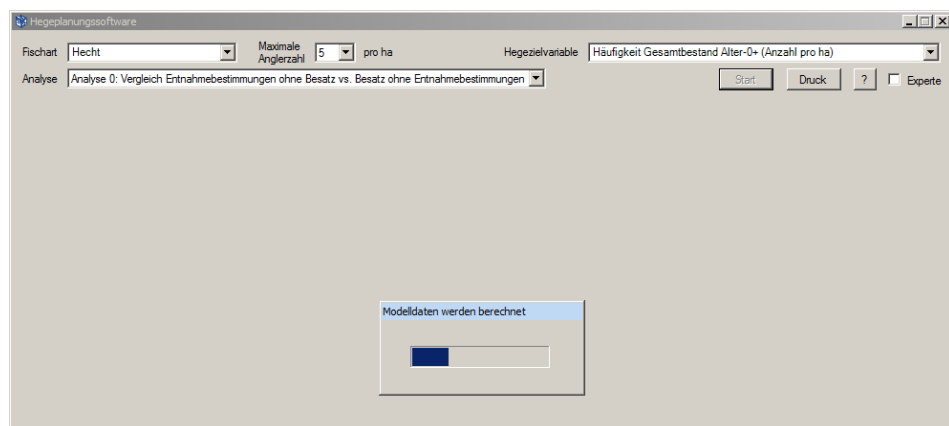 Hegeplanungssoftware
Fischart Hecht Maximale Anglerzahl 5 pro ha Hegezielvariable Häufigkeit Gesamtbestand Alter-0+ (Anzahl pro ha)
Analyse Analyse 0: Vergleich Entnahmebestimmungen ohne Besatz vs. Besatz ohne Entnahmebestimmungen Start Druck ? Experte
Modelldaten werden berechnet